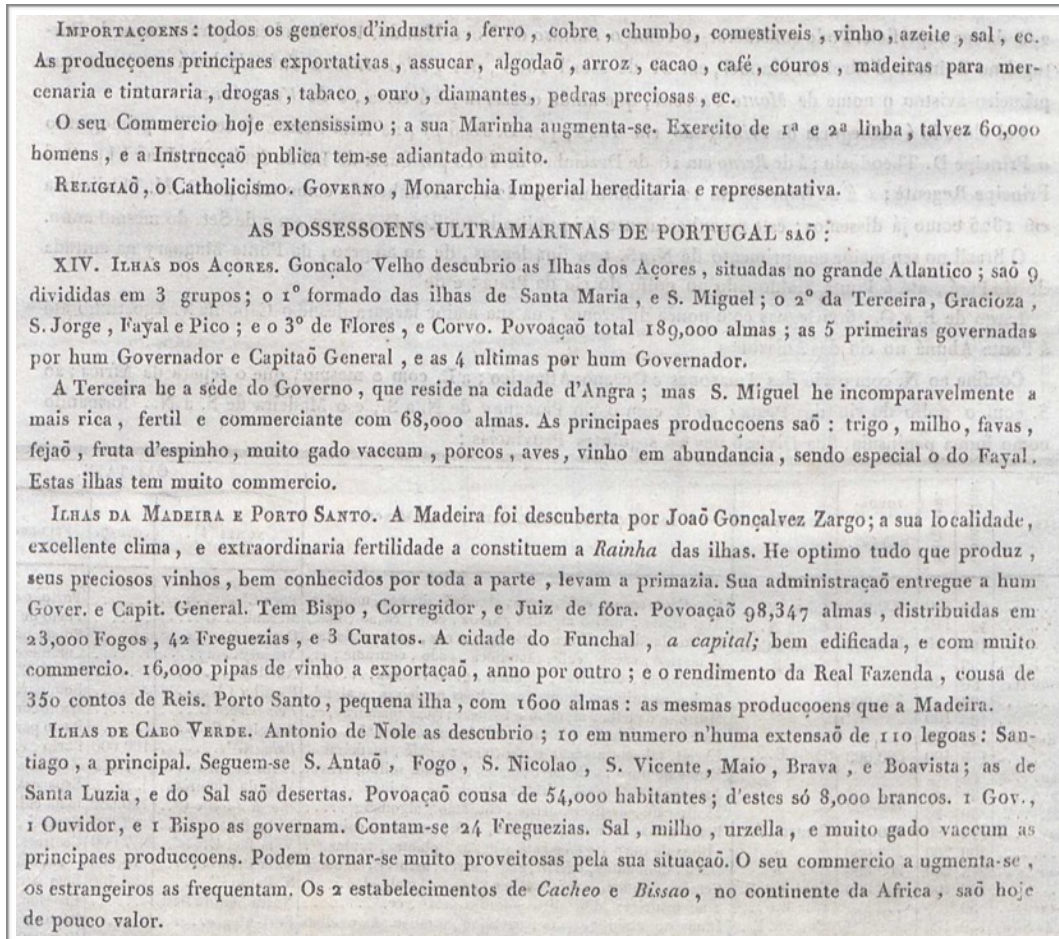 IMPORTAÇOENS : todos os generos d'industria , ferro , cobre , chumbo, comestiveis , vinho, azeite , sal , ec.
As producçoens principaes exportativas , assucar, algodaõ , arroz , cacao , café, couros , madeiras para mer-
cenaria e tinturaria , drogas , tabaco , ouro , diamantes, pedras preciosas , ec.
O seu Commercio hoje extensissimo ; a sua Marinha augmenta-se. Exercito de 1ª e 2ª linha , talvez 60,000
homens , e a Instrucçaõ publica tem-se adiantado muito.
RELIGIAÕ, o Catholicismo. GOVERNO , Monarchia Imperial hereditaria e representativa.
AS POSSESSOENS ULTRAMARINAS DE PORTUGAL SAÕ :
XIV. ILHAS DOS AÇORES. Gonçalo Velho descubrio as Ilhas dos Açores , situadas no grande Atlantico ; saõ 9
divididas em 3 grupos ; o 1º formado das ilhas de Santa Maria , e S. Miguel ; o 2º da Terceira, Gracioza ,
S. Jorge , Fayal e Pico ; e o 3º de Flores , e Corvo. Povoaçaõ total 189,000 almas ; as 5 primeiras governadas
por hum Governador e Capitaõ General , e as 4 ultimas por hum Governador.
A Terceira he a séde do Governo , que reside na cidade d'Angra ; mas S. Miguel he incomparavelmente a
mais rica , fertil e commerciante com 68,000 almas. As principaes producçoens saõ : trigo , milho , favas ,
fejaõ , fruta d'espinho , muito gado vaccum , porcos , aves , vinho em abundancia , sendo especial o do Fayal.
Estas ilhas tem muito commercio.
ILHAS DA MADEIRA E PORTO SANTO. A Madeira foi descuberta por Joaõ Gonçalvez Zargo ; a sua localidade,
excellente clima , e extraordinaria fertilidade a constituem a Rainha das ilhas. He optimo tudo que produz ,
seus preciosos vinhos , bem conhecidos por toda a parte , levam a primazia. Sua administraçaõ entregue a hum
Gover. e Capit. General. Tem Bispo , Corregidor , e Juiz de fóra. Povoaçaõ 98,347 almas , distribuidas em
23,000 Fogos , 42 Freguezias , e 3 Curatos. A cidade do Funchal , a capital; bem edificada , e com muito
commercio. 16,000 pipas de vinho a exportaçaõ , anno por outro ; e o rendimento da Real Fazenda , cousa de
350 contos de Reis. Porto Santo , pequena ilha , com 1600 almas : as mesmas producçoens que a Madeira.
ILHAS DE CABO VERDE. Antonio de Nole as descubrio ; 10 em numero n'huma extensaõ de 110 legoas : San-
tiago , a principal. Seguem-se S. Antaõ , Fogo , S. Nicolao , S. Vicente , Maio , Brava , e Boavista ; as de
Santa Luzia , e do Sal saõ desertas. Povoaçaõ cousa de 54,000 habitantes ; d'estes só 8,000 brancos. 1 Gov.,
1 Ouvidor, e 1 Bispo as governam. Contam-se 24 Freguezias. Sal , milho , urzella , e muito gado vaccum as
principaes producçoens. Podem tornar-se muito proveitosas pela sua situaçaõ. O seu commercio a ugmenta-se ,
os estrangeiros as frequentam. Os 2 estabelecimentos de Cacheo e Bissao , no continente da Africa , saõ hoje
de pouco valor.